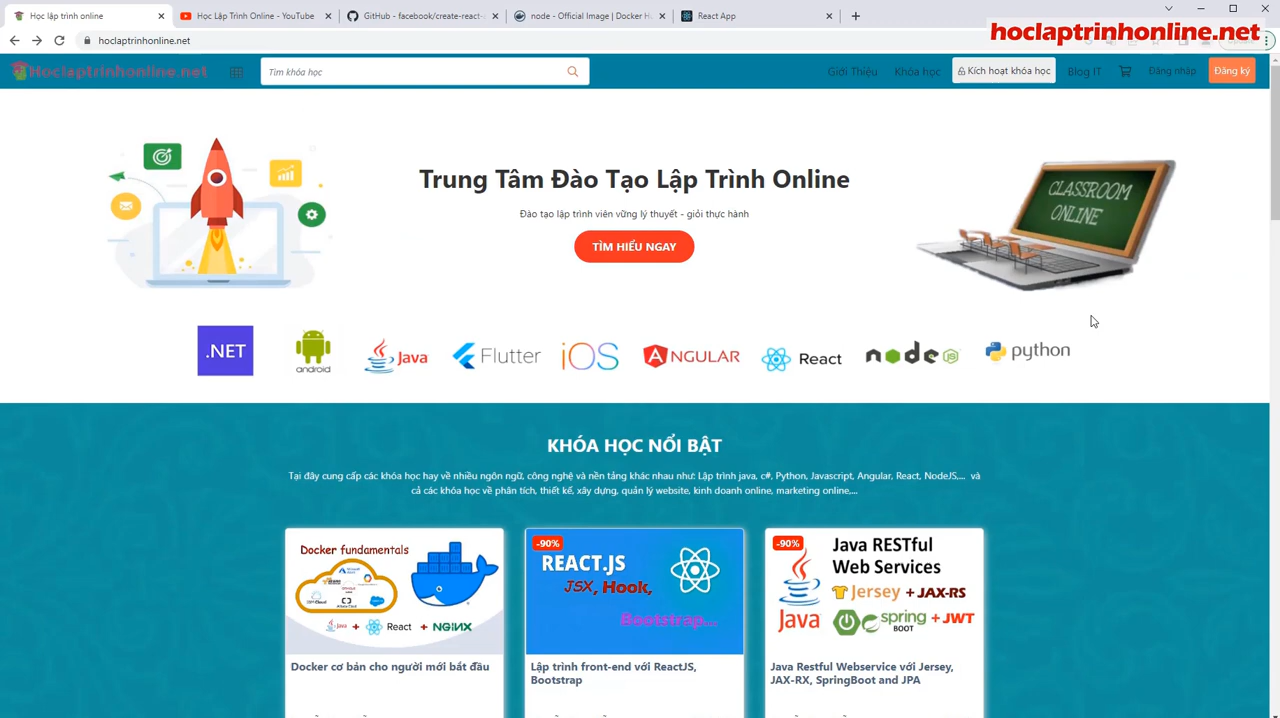 Học lập trình online
Học Lập Trình Online - YouTube
GitHub - facebook/create-react-
node - Official Image | Docker H
React App
hoclaptrinhonline.net
hoclaptrinhonline.net
Hoclaptrinhonline.net
Tìm khóa học
Giới Thiệu
Khóa học
Kích hoạt khóa học
Blog IT
Đăng nhập
Đăng ký
Trung Tâm Đào Tạo Lập Trình Online
Đào tạo lập trình viên vững lý thuyết - giỏi thực hành
TÌM HIỂU NGAY
CLASSROOM
ONLINE
.NET
android
Java
Flutter
iOS
ANGULAR
React
node
JS
python
KHÓA HỌC NỔI BẬT
Tại đây cung cấp các khóa học hay về nhiều ngôn ngữ, công nghệ và nền tảng khác nhau như: Lập trình java, c#, Python, Javascript, Angular, React, NodeJS,... và
cả các khóa học về phân tích, thiết kế, xây dựng, quản lý website, kinh doanh online, marketing online,...
Docker fundamentals
Java + React + NGINX
Docker cơ bản cho người mới bắt đầu
-90%
REACT.JS
JSX, Hook,
Bootstrap...
Lập trình front-end với ReactJS,
Bootstrap
-90%
Java RESTful
Web Services
Jersey + JAX-RS
Java
spring
BOOT
+ JWT
Java Restful Webservice với Jersey,
JAX-RX, SpringBoot and JPA